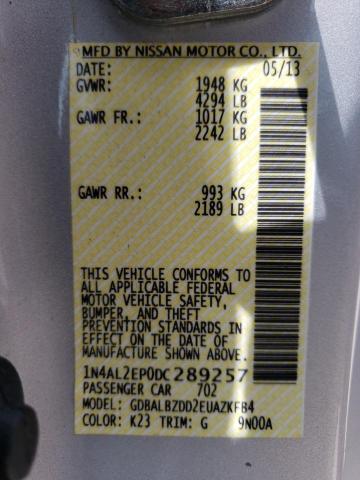 MFD BY NISSAN MOTOR CO., LTD.
DATE: 05/13
GVWR: 1948 KG
4294 LB
GAWR FR.: 1017 KG
2242 LB
GAWR RR.: 993 KG
2189 LB
THIS VEHICLE CONFORMS TO
ALL APPLICABLE FEDERAL
MOTOR VEHICLE SAFETY,
BUMPER, AND THEFT
PREVENTION STANDARDS IN
EFFECT ON THE DATE OF
MANUFACTURE SHOWN ABOVE.
1N4AL2EP0DC289257
PASSENGER CAR 702
MODEL: GDBALBZDD2EUAZKFB4
COLOR: K23 TRIM: G 9N00A